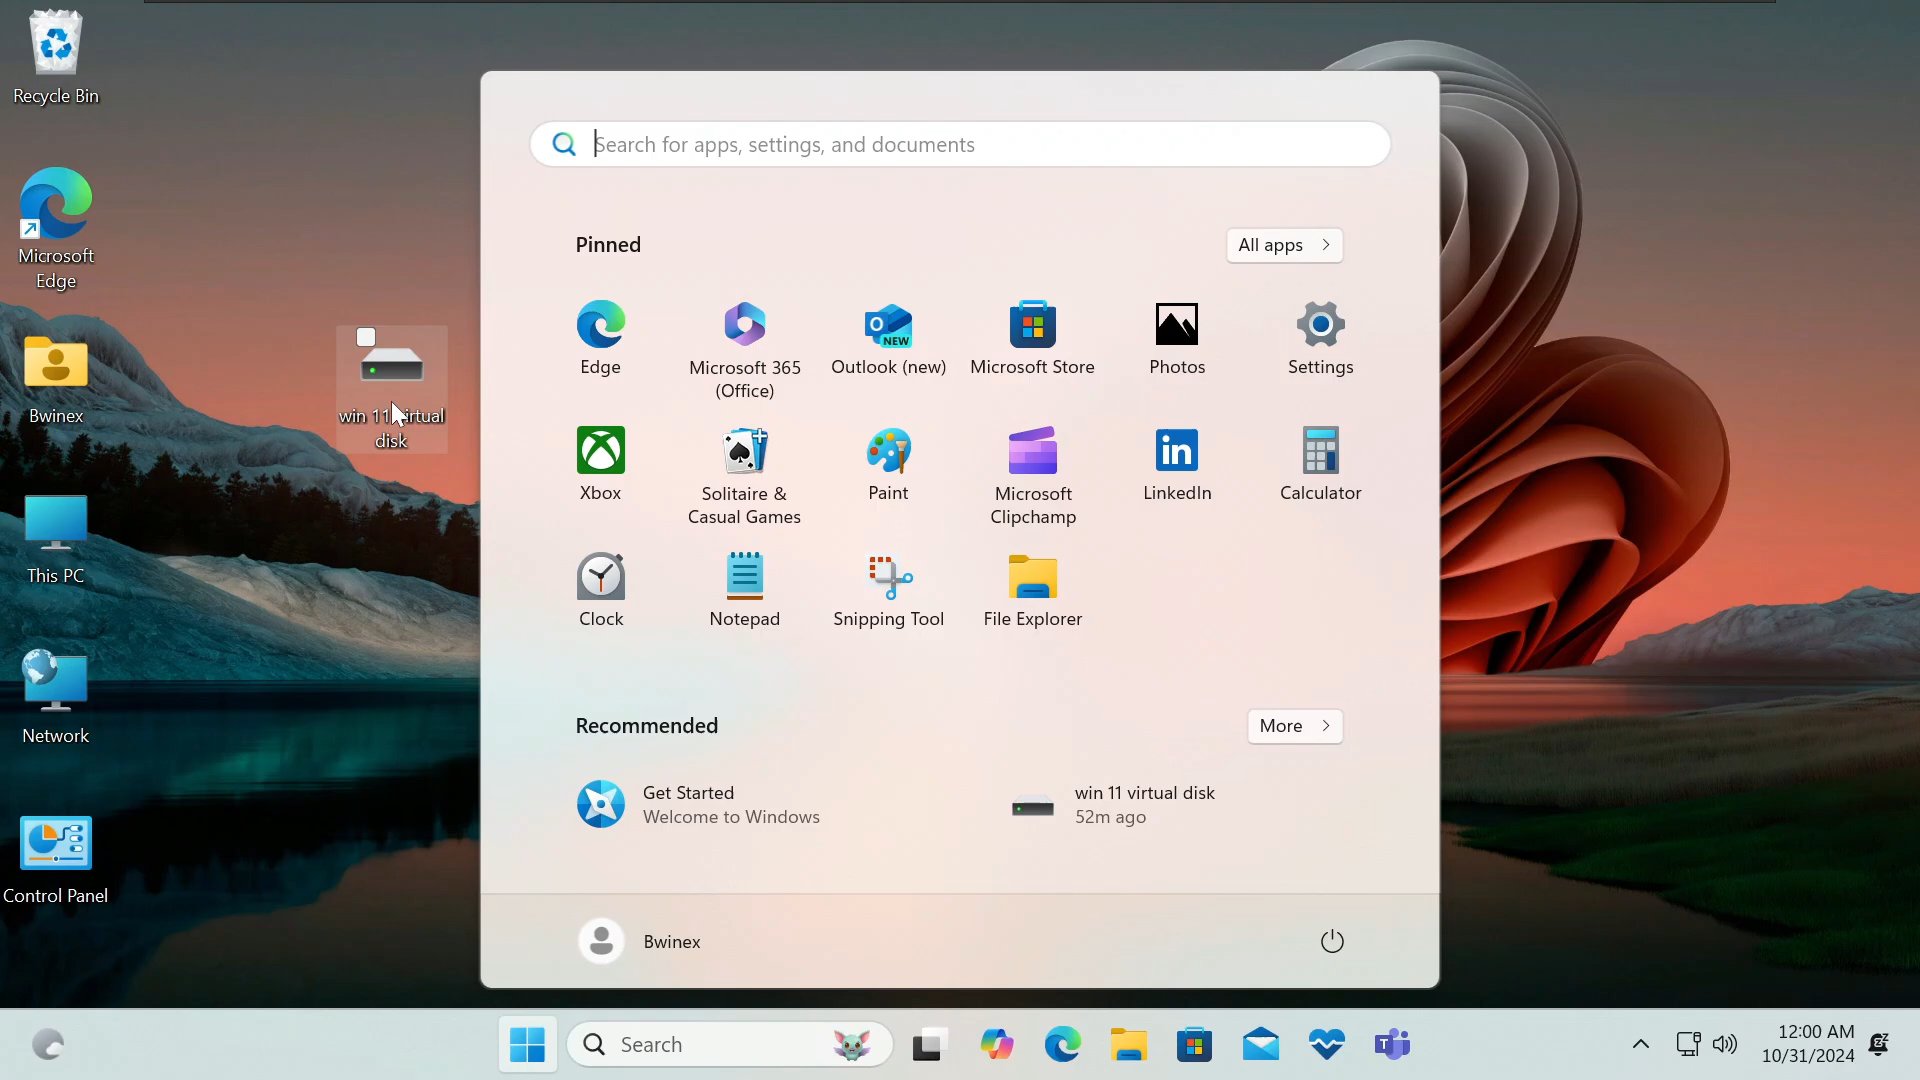 Recycle Bin
Microsoft
Edge
Bwinex
win 11 virtual
disk
This PC
Network
Control Panel
Search for apps, settings, and documents
Pinned
All apps
Edge
Microsoft 365
(Office)
Outlook (new)
Microsoft Store
Photos
Settings
Xbox
Solitaire &
Casual Games
Paint
Microsoft
Clipchamp
LinkedIn
Calculator
Clock
Notepad
Snipping Tool
File Explorer
O
NEW
in
Recommended
More
Get Started
Welcome to Windows
win 11 virtual disk
52m ago
Bwinex
Search
T
12:00 AM
10/31/2024